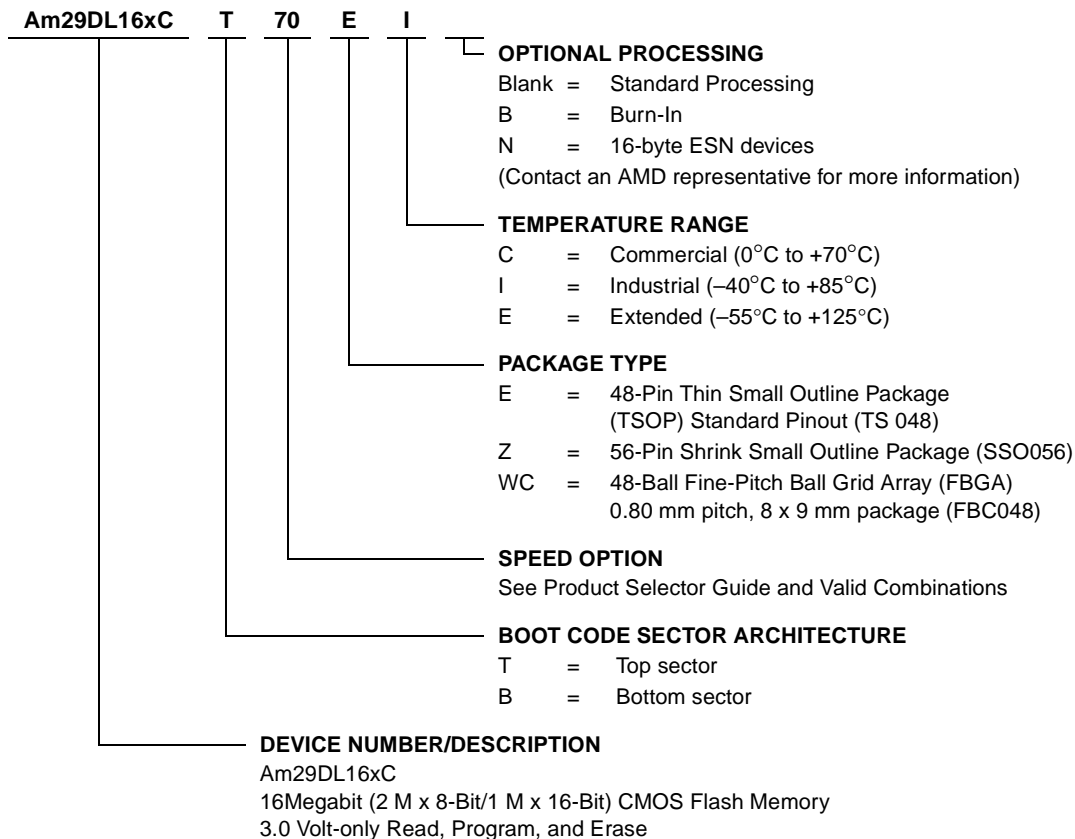 Am29DL16xC T 70 E I
OPTIONAL PROCESSING
Blank = Standard Processing
B = Burn-In
N = 16-byte ESN devices
(Contact an AMD representative for more information)
TEMPERATURE RANGE
C = Commercial (0°C to +70°C)
I = Industrial (–40°C to +85°C)
E = Extended (–55°C to +125°C)
PACKAGE TYPE
E = 48-Pin Thin Small Outline Package
(TSOP) Standard Pinout (TS 048)
Z = 56-Pin Shrink Small Outline Package (SSO056)
WC = 48-Ball Fine-Pitch Ball Grid Array (FBGA)
0.80 mm pitch, 8 x 9 mm package (FBC048)
SPEED OPTION
See Product Selector Guide and Valid Combinations
BOOT CODE SECTOR ARCHITECTURE
T = Top sector
B = Bottom sector
DEVICE NUMBER/DESCRIPTION
Am29DL16xC
16Megabit (2 M x 8-Bit/1 M x 16-Bit) CMOS Flash Memory
3.0 Volt-only Read, Program, and Erase